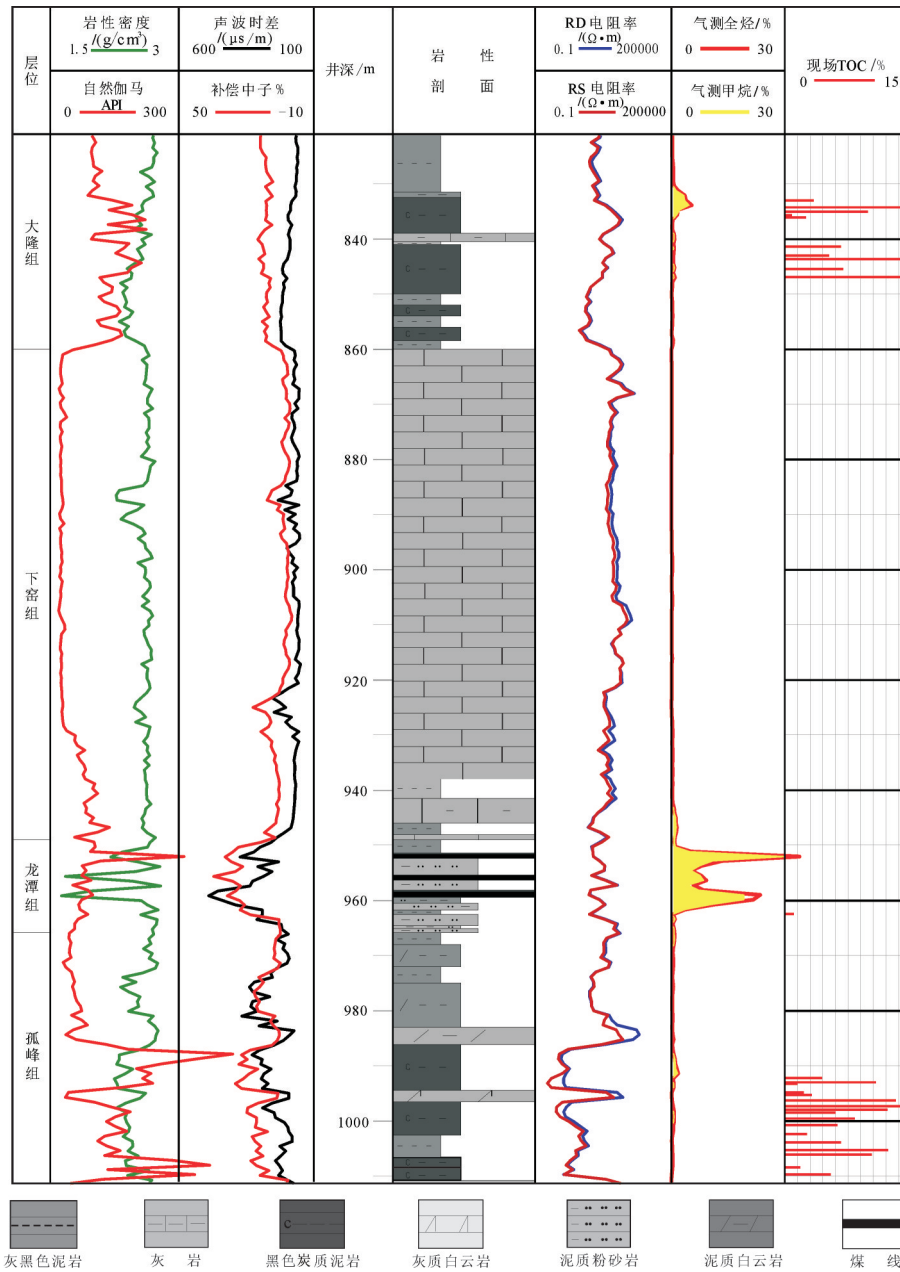 层位
岩性密度
/(g/cm³)
1.5 3
自然伽马
API
0 300
声波时差
/(μs/m)
600 100
补偿中子 %
50 -10
井深/m
岩 性
剖 面
RD 电阻率
/(Ω•m)
0.1 200000
RS 电阻率
/(Ω•m)
0.1 200000
气测全烃/%
0 30
气测甲烷/%
0 30
现场TOC /%
0 15
大隆组
下窑组
龙潭组
孤峰组
840
860
880
900
920
940
960
980
1000
C
C
C
C
C
C
C
C
灰黑色泥岩
灰 岩
C
黑色炭质泥岩
灰质白云岩
泥质粉砂岩
泥质白云岩
煤 线